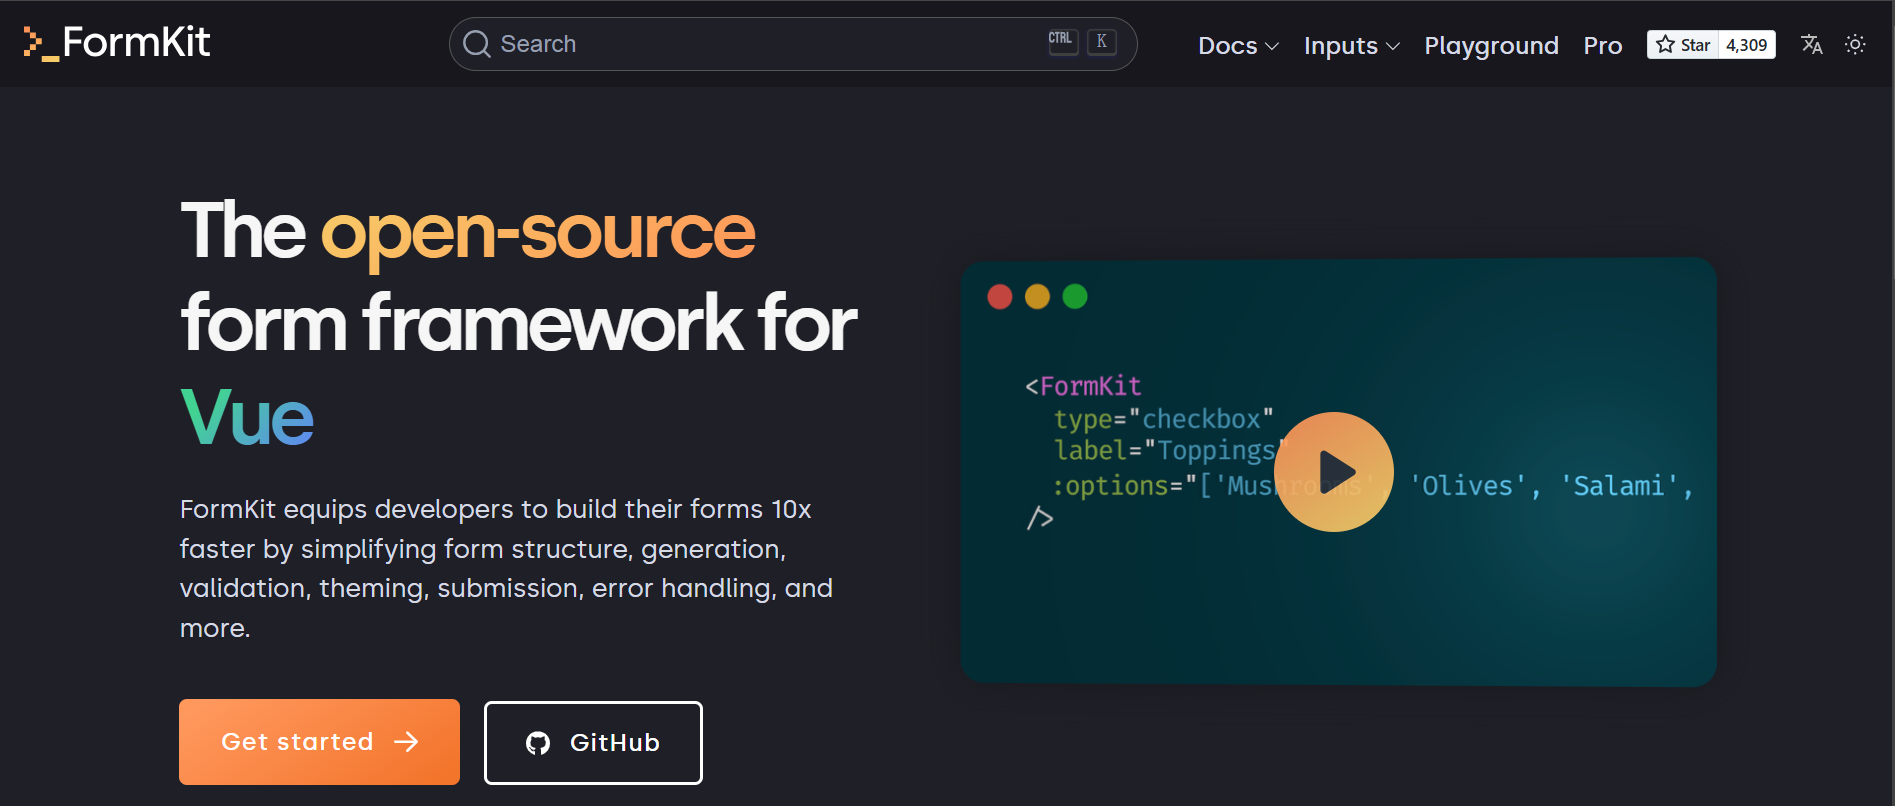 >_FormKit
Search
CTRL K
Docs
Inputs
Playground
Pro
Star 4,309
The open-source
form framework for
Vue
FormKit equips developers to build their forms 10x
faster by simplifying form structure, generation,
validation, theming, submission, error handling, and
more.
Get started →
GitHub
<FormKit
type="checkbox"
label="Toppings"
:options="['Mushrooms', 'Olives', 'Salami',
/>